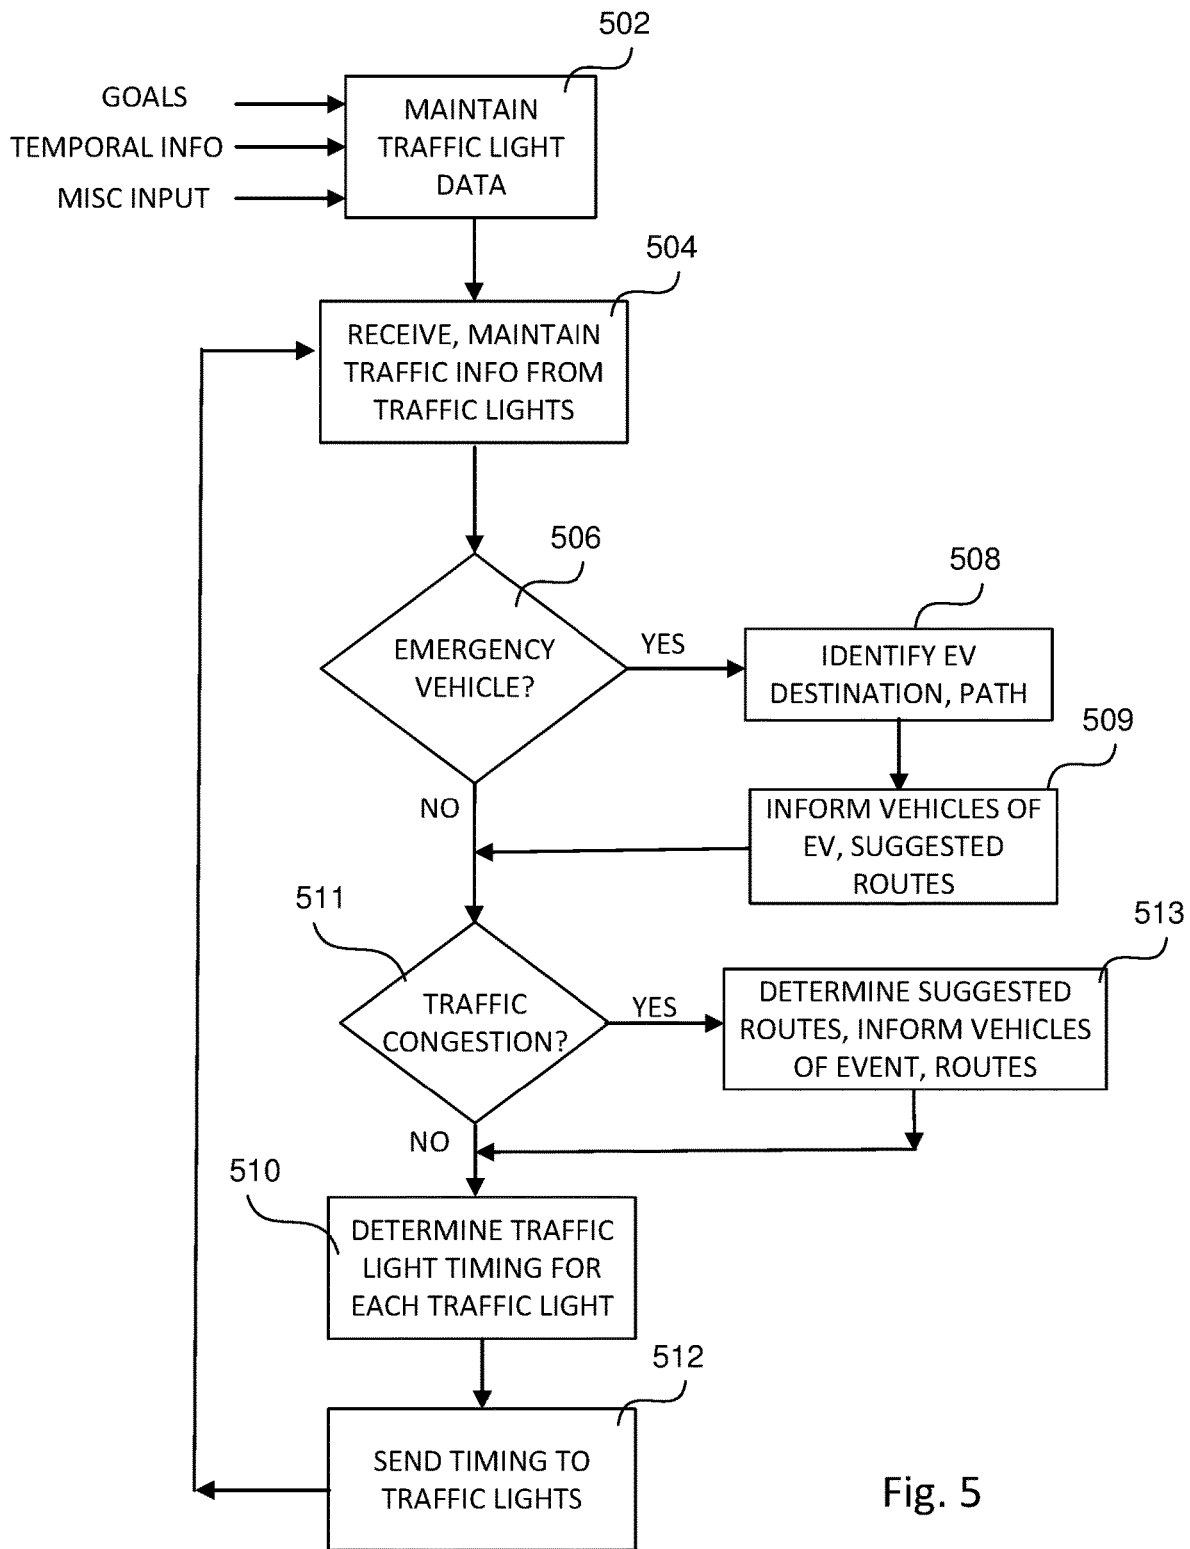 502
GOALS
TEMPORAL INFO
MISC INPUT
MAINTAIN
TRAFFIC LIGHT
DATA
504
RECEIVE, MAINTAIN
TRAFFIC INFO FROM
TRAFFIC LIGHTS
506
EMERGENCY
VEHICLE?
YES
NO
508
IDENTIFY EV
DESTINATION, PATH
509
INFORM VEHICLES OF
EV, SUGGESTED
ROUTES
511
TRAFFIC
CONGESTION?
YES
NO
513
DETERMINE SUGGESTED
ROUTES, INFORM VEHICLES
OF EVENT, ROUTES
510
DETERMINE TRAFFIC
LIGHT TIMING FOR
EACH TRAFFIC LIGHT
512
SEND TIMING TO
TRAFFIC LIGHTS
Fig. 5